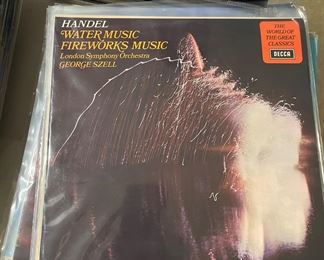 HANDEL
WATER MUSIC
FIREWORKS MUSIC
London Symphony Orchestra
GEORGE SZELL
THE WORLD
OF THE GREAT
CLASSICS
DECCA